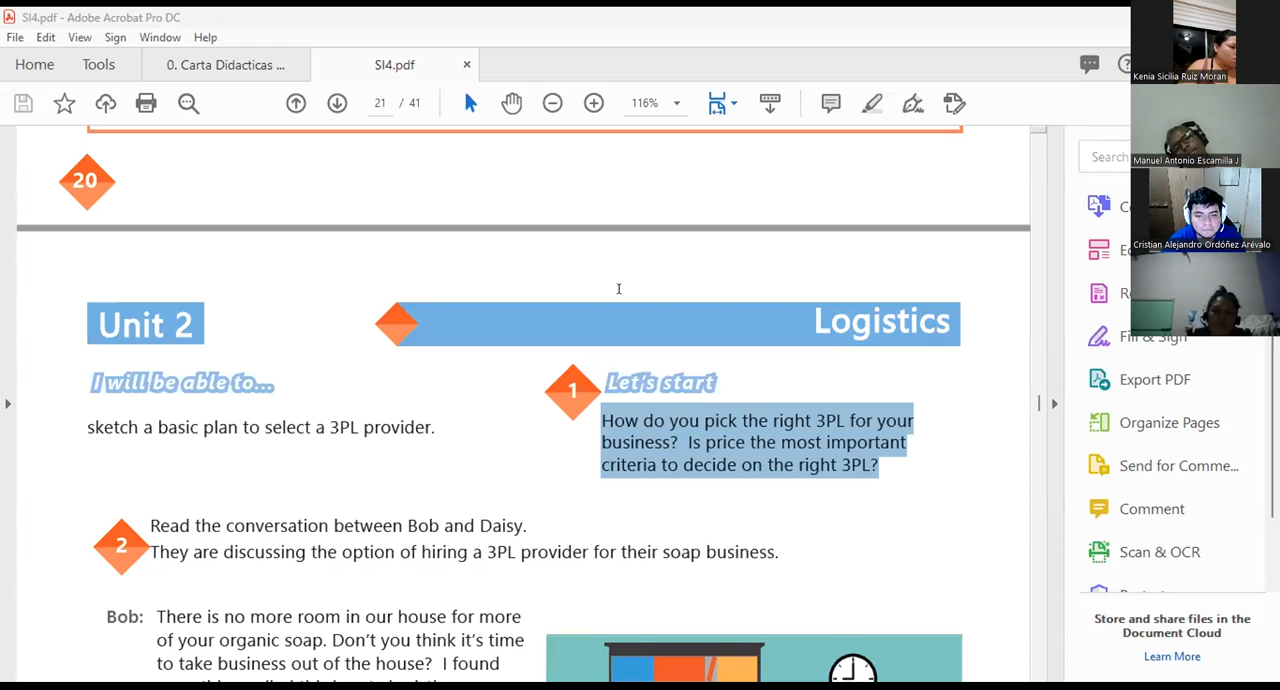 SI4.pdf - Adobe Acrobat Pro DC
File Edit View Sign Window Help
Home Tools 0. Carta Didacticas ... SI4.pdf ×
21 / 41 116%
20
Unit 2 Logistics
I will be able to...
sketch a basic plan to select a 3PL provider.
1 Let's start
How do you pick the right 3PL for your
business? Is price the most important
criteria to decide on the right 3PL?
2 Read the conversation between Bob and Daisy.
They are discussing the option of hiring a 3PL provider for their soap business.
Bob: There is no more room in our house for more
of your organic soap. Don't you think it's time
to take business out of the house? I found
Search
Fill & Sign
Export PDF
Organize Pages
Send for Comme...
Comment
Scan & OCR
Store and share files in the
Document Cloud
Learn More
Kenia Sicilia Ruiz Moran
Manuel Antonio Escamilla J
Cristian Alejandro Ordóñez Arévalo